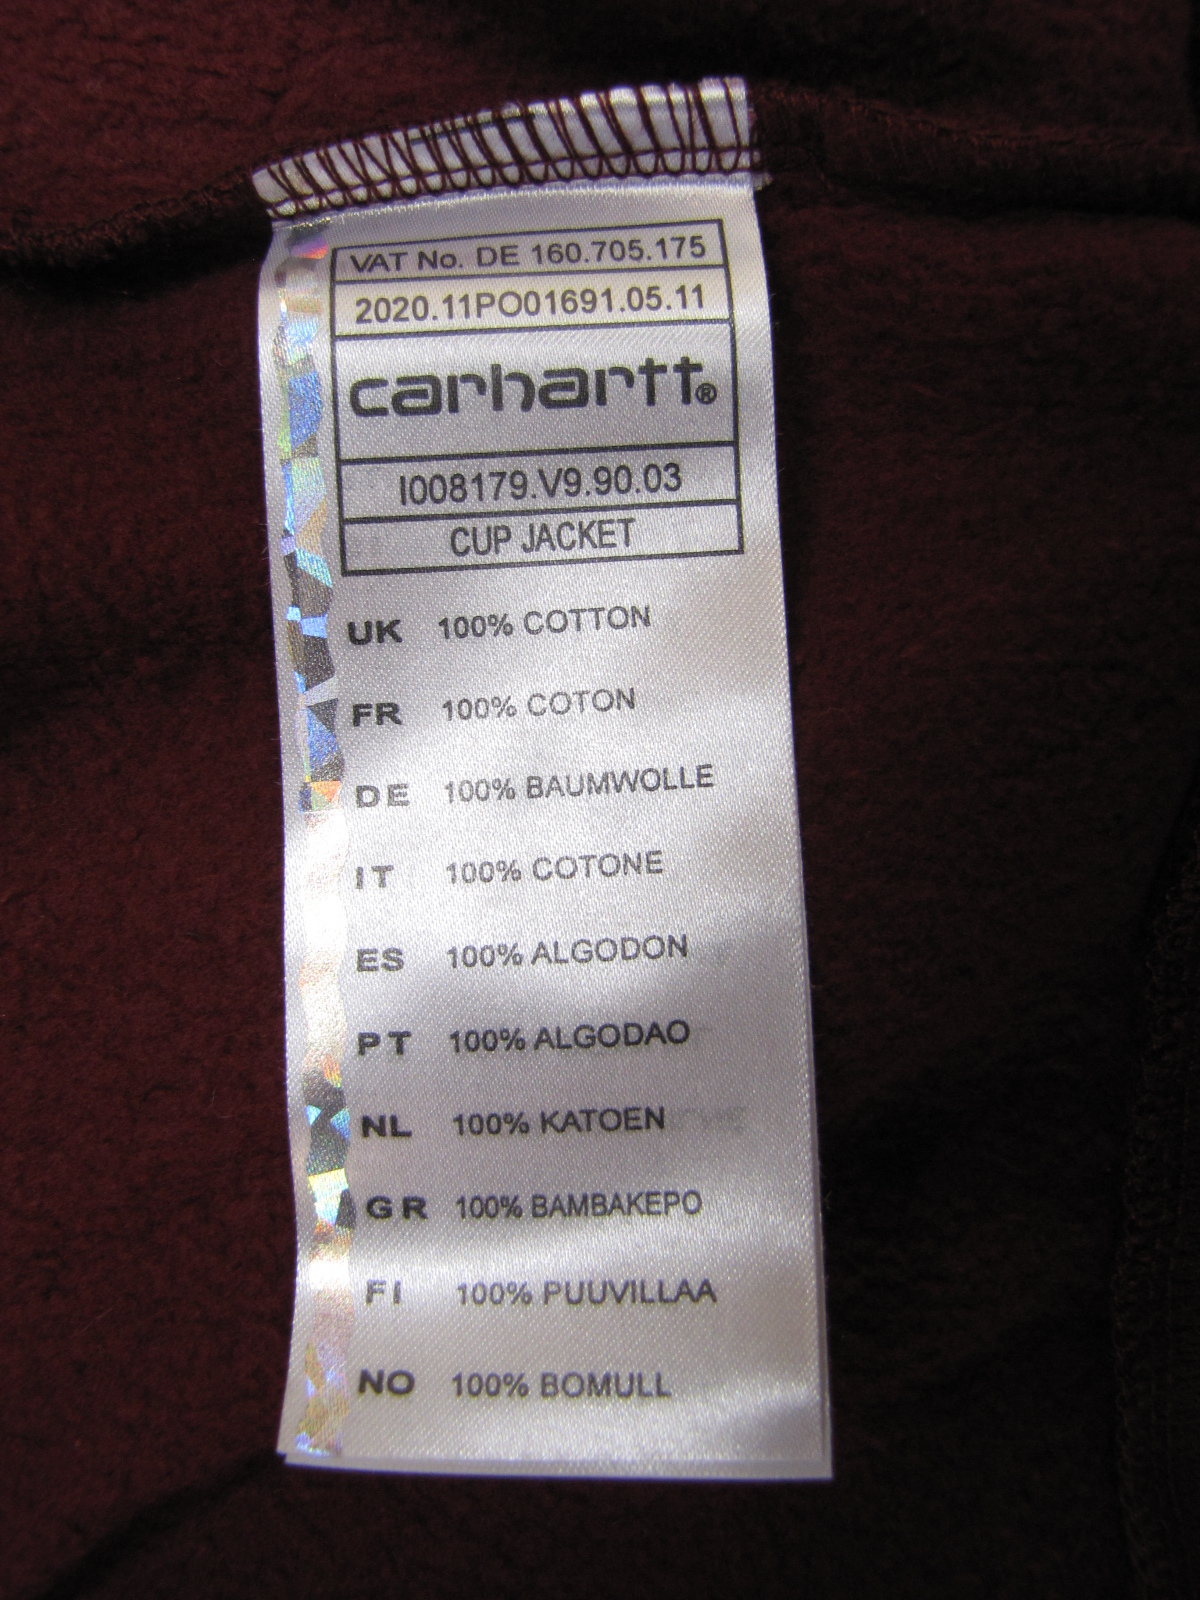 VAT No. DE 160.705.175
2020.11PO01691.05.11
carhartt®
I008179.V9.90.03
CUP JACKET
UK 100% COTTON
FR 100% COTON
DE 100% BAUMWOLLE
IT 100% COTONE
ES 100% ALGODON
PT 100% ALGODAO
NL 100% KATOEN
GR 100% BAMBAKEPO
FI 100% PUUVILLAA
NO 100% BOMULL